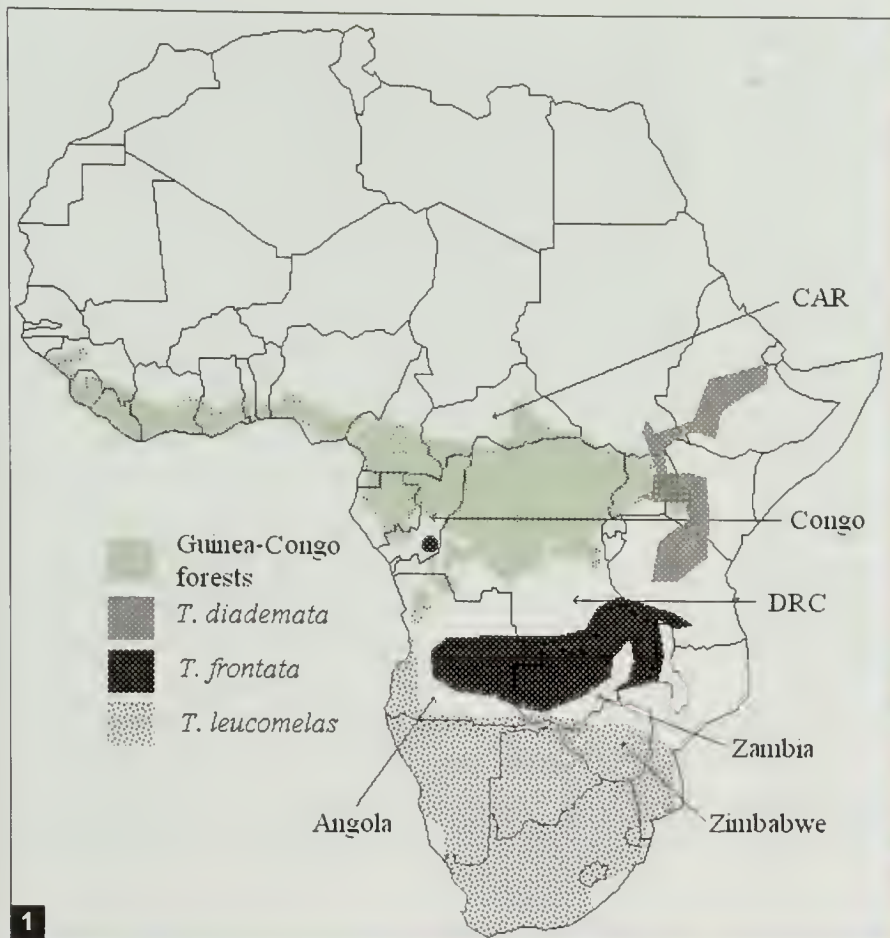 CAR
Congo
Guinea-Congo
forests
T. diademata
DRC
T. frontata
T. leucomelas
Zambia
Angola
Zimbabwe
1